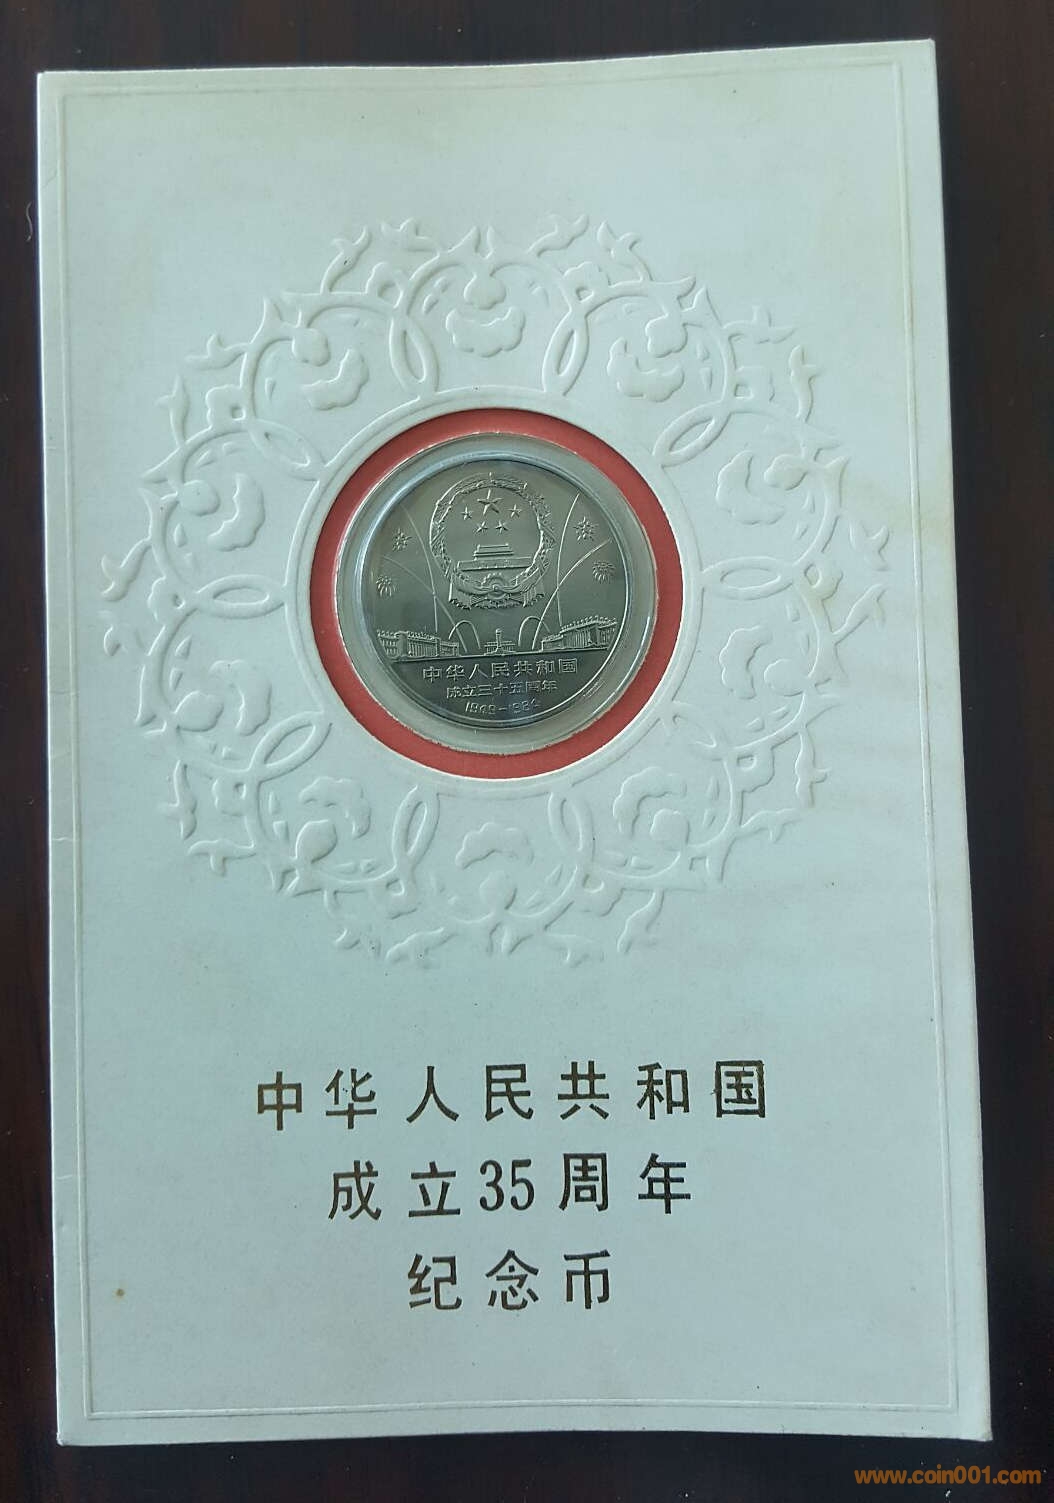 中华人民共和国
成立三十五周年
1949-1984
中华人民共和国
成立35周年
纪念币
www.coin001.com